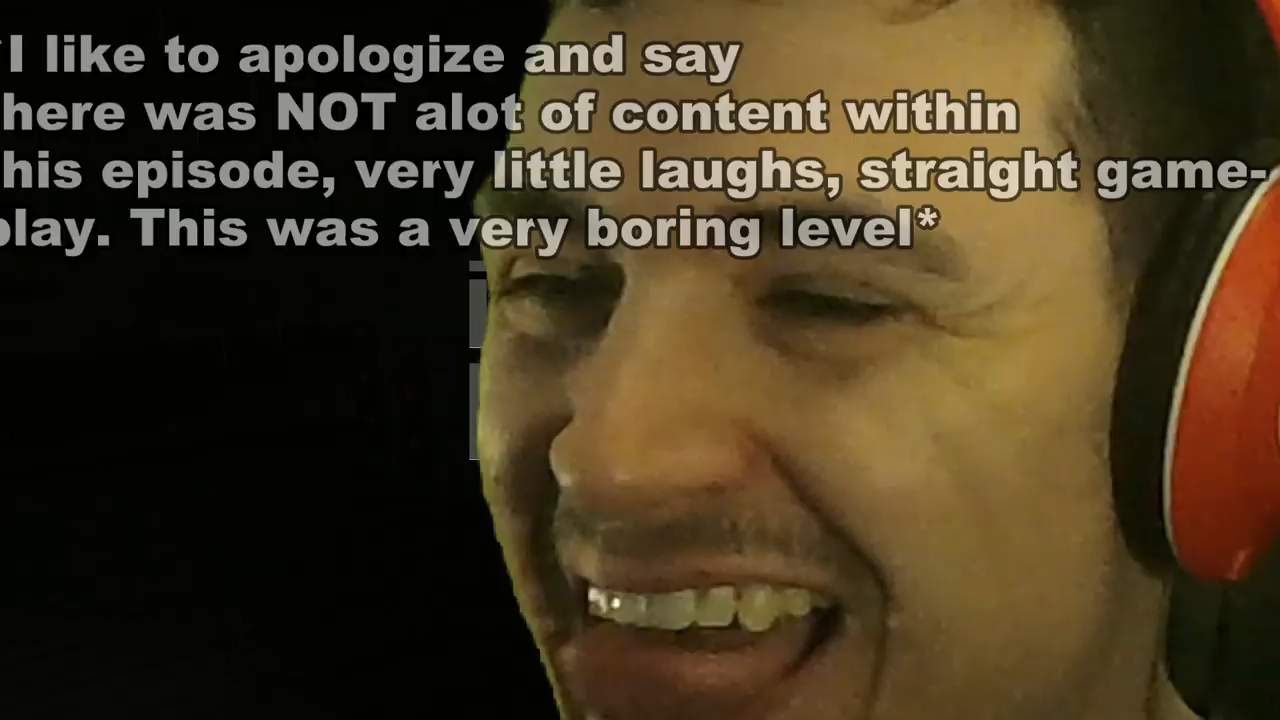 *I like to apologize and say
here was NOT alot of content within
his episode, very little laughs, straight game-
play. This was a very boring level*